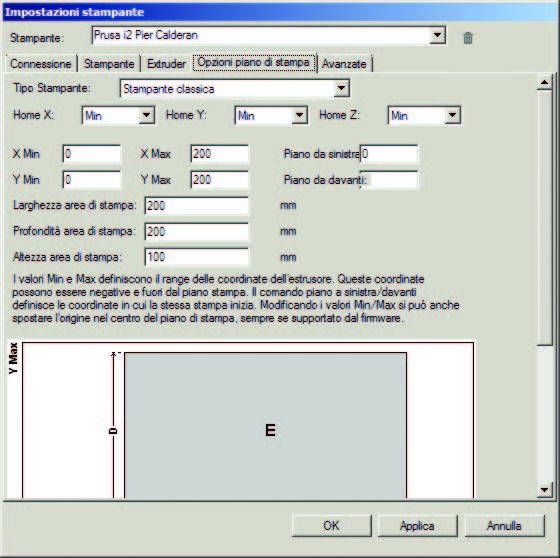 Impostazioni stampante
Stampante: Prusa i2 Pier Calderan
Connessione Stampante Extruder Opzioni piano di stampa Avanzate
Tipo Stampante: Stampante classica
Home X: Min Home Y: Min Home Z: Min
X Min 0 X Max 200 Piano da sinistra 0
Y Min 0 Y Max 200 Piano da davanti:
Larghezza area di stampa: 200 mm
Profondità area di stampa: 200 mm
Altezza area di stampa: 100 mm
I valori Min e Max definiscono il range delle coordinate dell'estrusore. Queste coordinate
possono essere negative e fuori dal piano stampa. Il comando piano a sinistra/davanti
definisce le coordinate in cui la stessa stampa inizia. Modificando i valori Min/Max si può anche
spostare l'origine nel centro del piano di stampa, sempre se supportato dal firmware.
Y Max
D
E
OK Applica Annulla